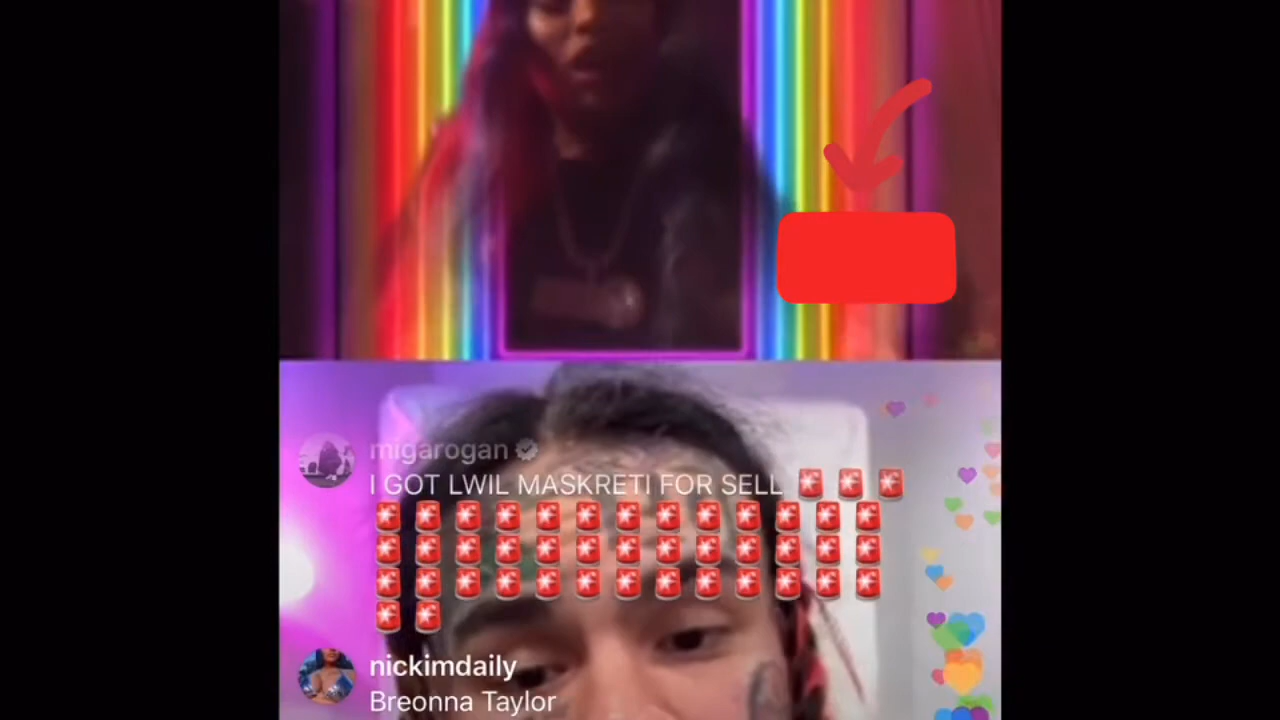 migarogan
I GOT LWIL MASKRETI FOR SELL 🚨🚨🚨
🚨🚨🚨🚨🚨🚨🚨🚨🚨🚨🚨🚨🚨
🚨🚨🚨🚨🚨🚨🚨🚨🚨🚨🚨🚨🚨
🚨🚨🚨🚨🚨🚨🚨🚨🚨🚨🚨🚨🚨
🚨🚨
nickimdaily
Breonna Taylor